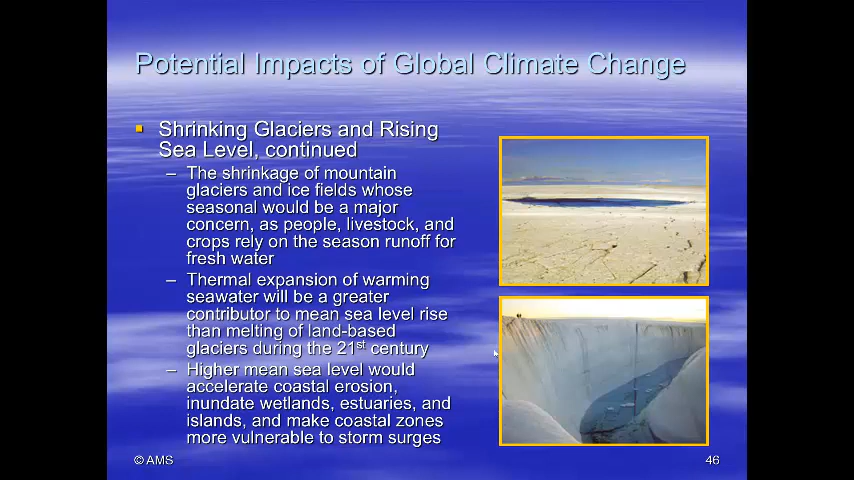 Potential Impacts of Global Climate Change
Shrinking Glaciers and Rising
Sea Level, continued
– The shrinkage of mountain
glaciers and ice fields whose
seasonal would be a major
concern, as people, livestock, and
crops rely on the season runoff for
fresh water
– Thermal expansion of warming
seawater will be a greater
contributor to mean sea level rise
than melting of land-based
glaciers during the 21st century
– Higher mean sea level would
accelerate coastal erosion,
inundate wetlands, estuaries, and
islands, and make coastal zones
more vulnerable to storm surges
© AMS
46